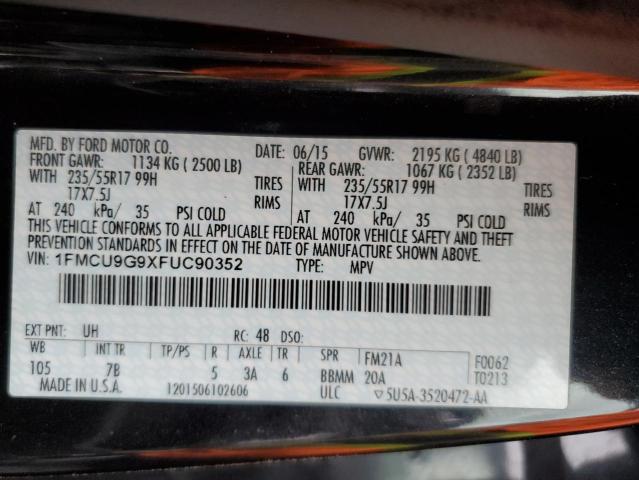 MFD. BY FORD MOTOR CO. DATE: 06/15 GVWR: 2195 KG (4840 LB)
FRONT GAWR: 1134 KG (2500 LB) REAR GAWR: 1067 KG (2352 LB)
WITH 235/55R17 99H TIRES WITH 235/55R17 99H TIRES
17X7.5J RIMS 17X7.5J RIMS
AT 240 kPa/ 35 PSI COLD AT 240 kPa/ 35 PSI COLD
THIS VEHICLE CONFORMS TO ALL APPLICABLE FEDERAL MOTOR VEHICLE SAFETY AND THEFT
PREVENTION STANDARDS IN EFFECT ON THE DATE OF MANUFACTURE SHOWN ABOVE.
VIN: 1FMCU9G9XFUC90352 TYPE: MPV
EXT PNT: UH RC: 48 DSO:
WB INT TR TP/PS R AXLE TR SPR FM21A F0062
105 7B 5 3A 6 BBMM 20A T0213
MADE IN U.S.A. 1201506102606 ULC ▽5U5A-3520472-AA